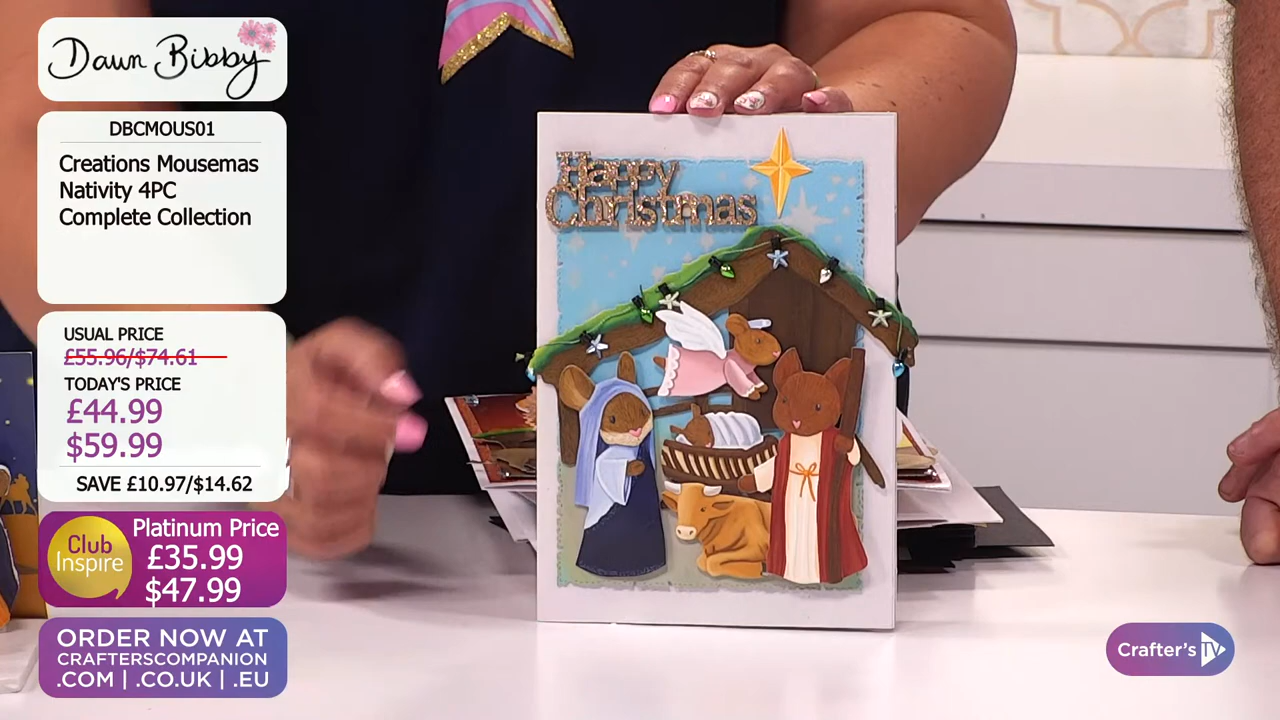 Dawn Bibby
DBCMOUS01
Creations Mousemas
Nativity 4PC
Complete Collection
USUAL PRICE
£55.96/$74.61
TODAY'S PRICE
£44.99
$59.99
SAVE £10.97/$14.62
Club
Inspire
Platinum Price
£35.99
$47.99
ORDER NOW AT
CRAFTERSCOMPANION
.COM | .CO.UK | .EU
Happy
Christmas
Crafter's TV